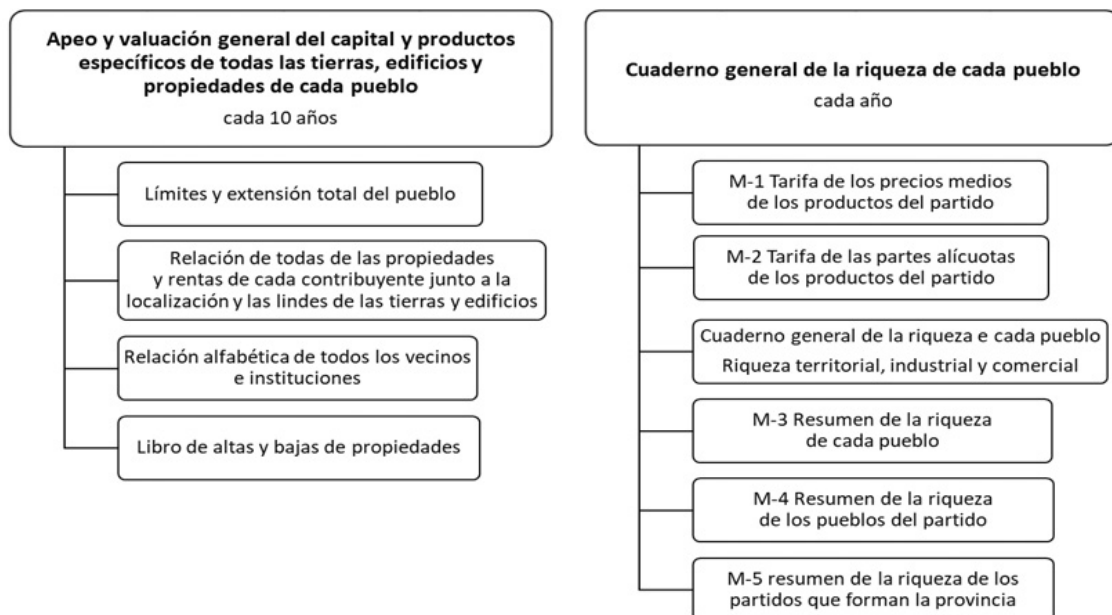 Apeo y valuación general del capital y productos
específicos de todas las tierras, edificios y
propiedades de cada pueblo
cada 10 años
Límites y extensión total del pueblo
Relación de todas de las propiedades
y rentas de cada contribuyente junto a la
localización y las lindes de las tierras y edificios
Relación alfabética de todos los vecinos
e instituciones
Libro de altas y bajas de propiedades
Cuaderno general de la riqueza de cada pueblo
cada año
M-1 Tarifa de los precios medios
de los productos del partido
M-2 Tarifa de las partes alícuotas
de los productos del partido
Cuaderno general de la riqueza e cada pueblo
Riqueza territorial, industrial y comercial
M-3 Resumen de la riqueza
de cada pueblo
M-4 Resumen de la riqueza
de los pueblos del partido
M-5 resumen de la riqueza de los
partidos que forman la provincia